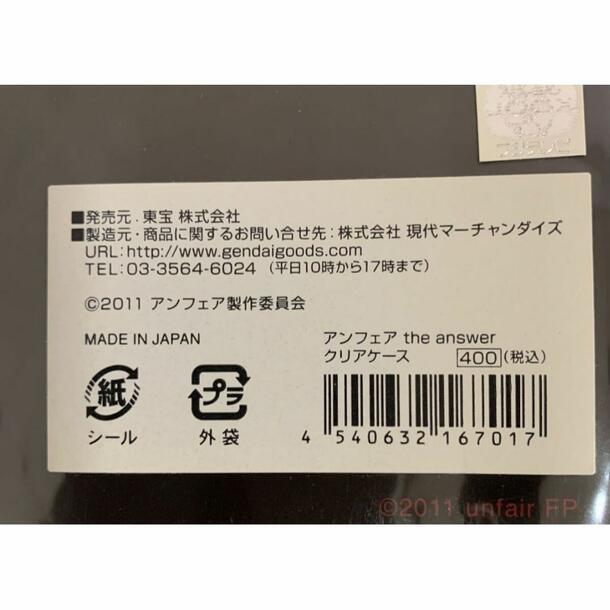 ■発売元．東宝 株式会社
■製造元・商品に関するお問い合せ先：株式会社 現代マーチャンダイズ
URL：http://www.gendaigoods.com
TEL：03-3564-6024 （平日10時から17時まで）
©2011 アンフェア製作委員会
MADE IN JAPAN
アンフェア the answer
クリアケース 400（税込）
紙
シール
プラ
外袋
4 540632 167017
©2011 unfair FP